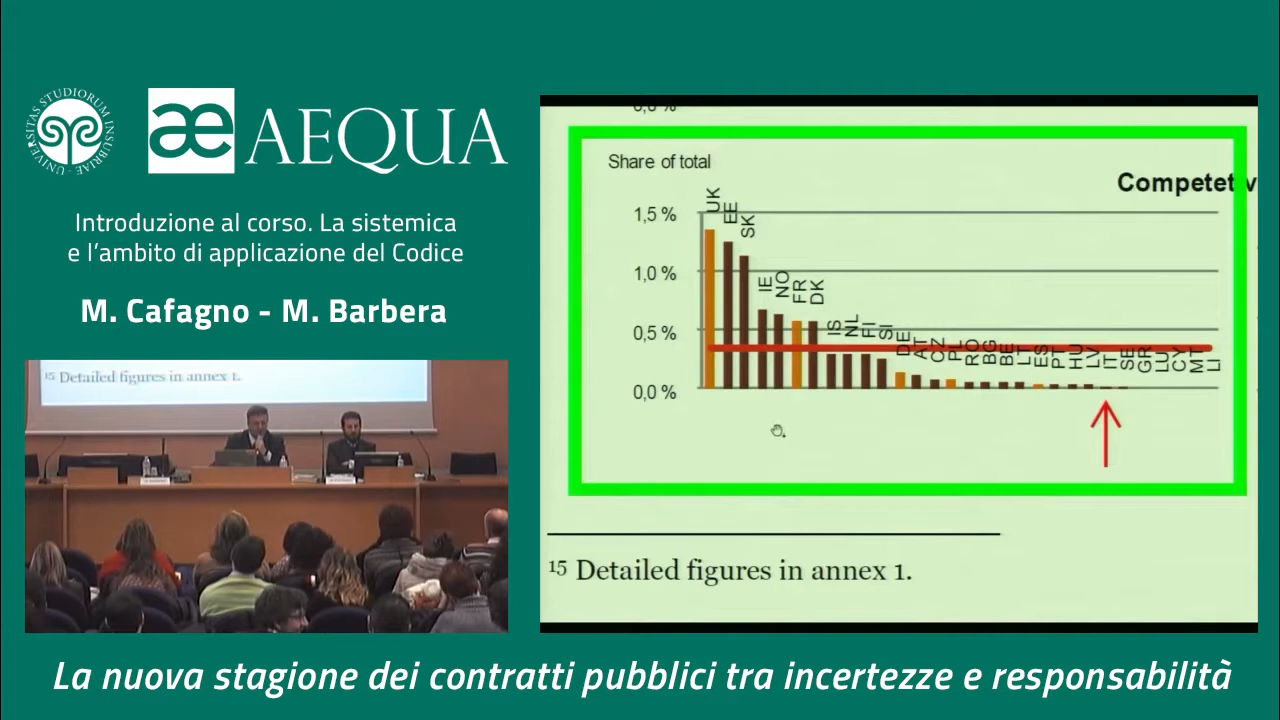 UNIVERSITAS STUDIORUM INSUBRIAE
æ AEQUA
Introduzione al corso. La sistemica
e l'ambito di applicazione del Codice
M. Cafagno - M. Barbera
15 Detailed figures in annex 1.
0,0 %
Share of total
Competetiv
1,5 %
1,0 %
0,5 %
0,0 %
UK EE SK IE NO FR DK IS NL FI SI DE AT CZ PL RO BG BE LT ES PT HU LV IT SE GR LU CY MT LI
15 Detailed figures in annex 1.
La nuova stagione dei contratti pubblici tra incertezze e responsabilità